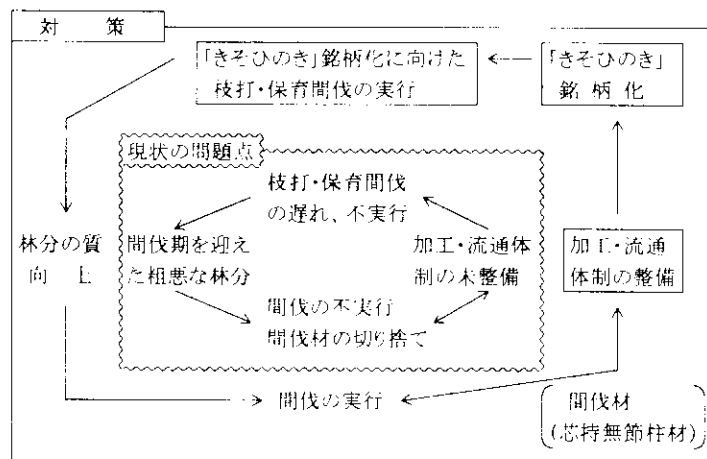 対　策
「きそひのき」銘柄化に向けた
枝打・保育間伐の実行
「きそひのき」
銘柄化
現状の問題点
枝打・保育間伐
の遅れ、不実行
林分の質
向上
間伐期を迎え
た粗悪な林分
加工・流通体
制の未整備
加工・流通
体制の整備
間伐の不実行
間伐材の切り捨て
間伐の実行
間伐材
(芯持無節柱材)